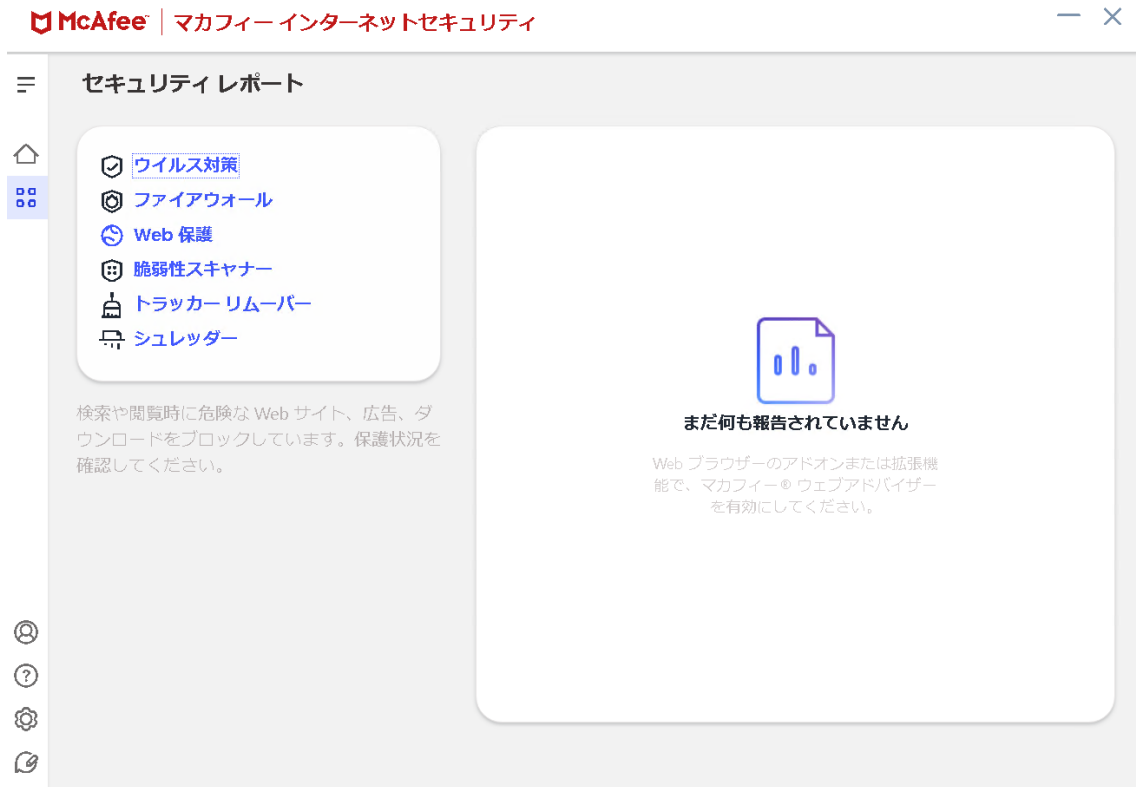 McAfee マカフィー インターネットセキュリティ
セキュリティ レポート
ウイルス対策
ファイアウォール
Web 保護
脆弱性スキャナー
トラッカー リムーバー
シュレッダー
検索や閲覧時に危険な Web サイト、広告、ダ
ウンロードをブロックしています。保護状況を
確認してください。
まだ何も報告されていません
Web ブラウザーのアドオンまたは拡張機
能で、マカフィー® ウェブアドバイザー
を有効にしてください。